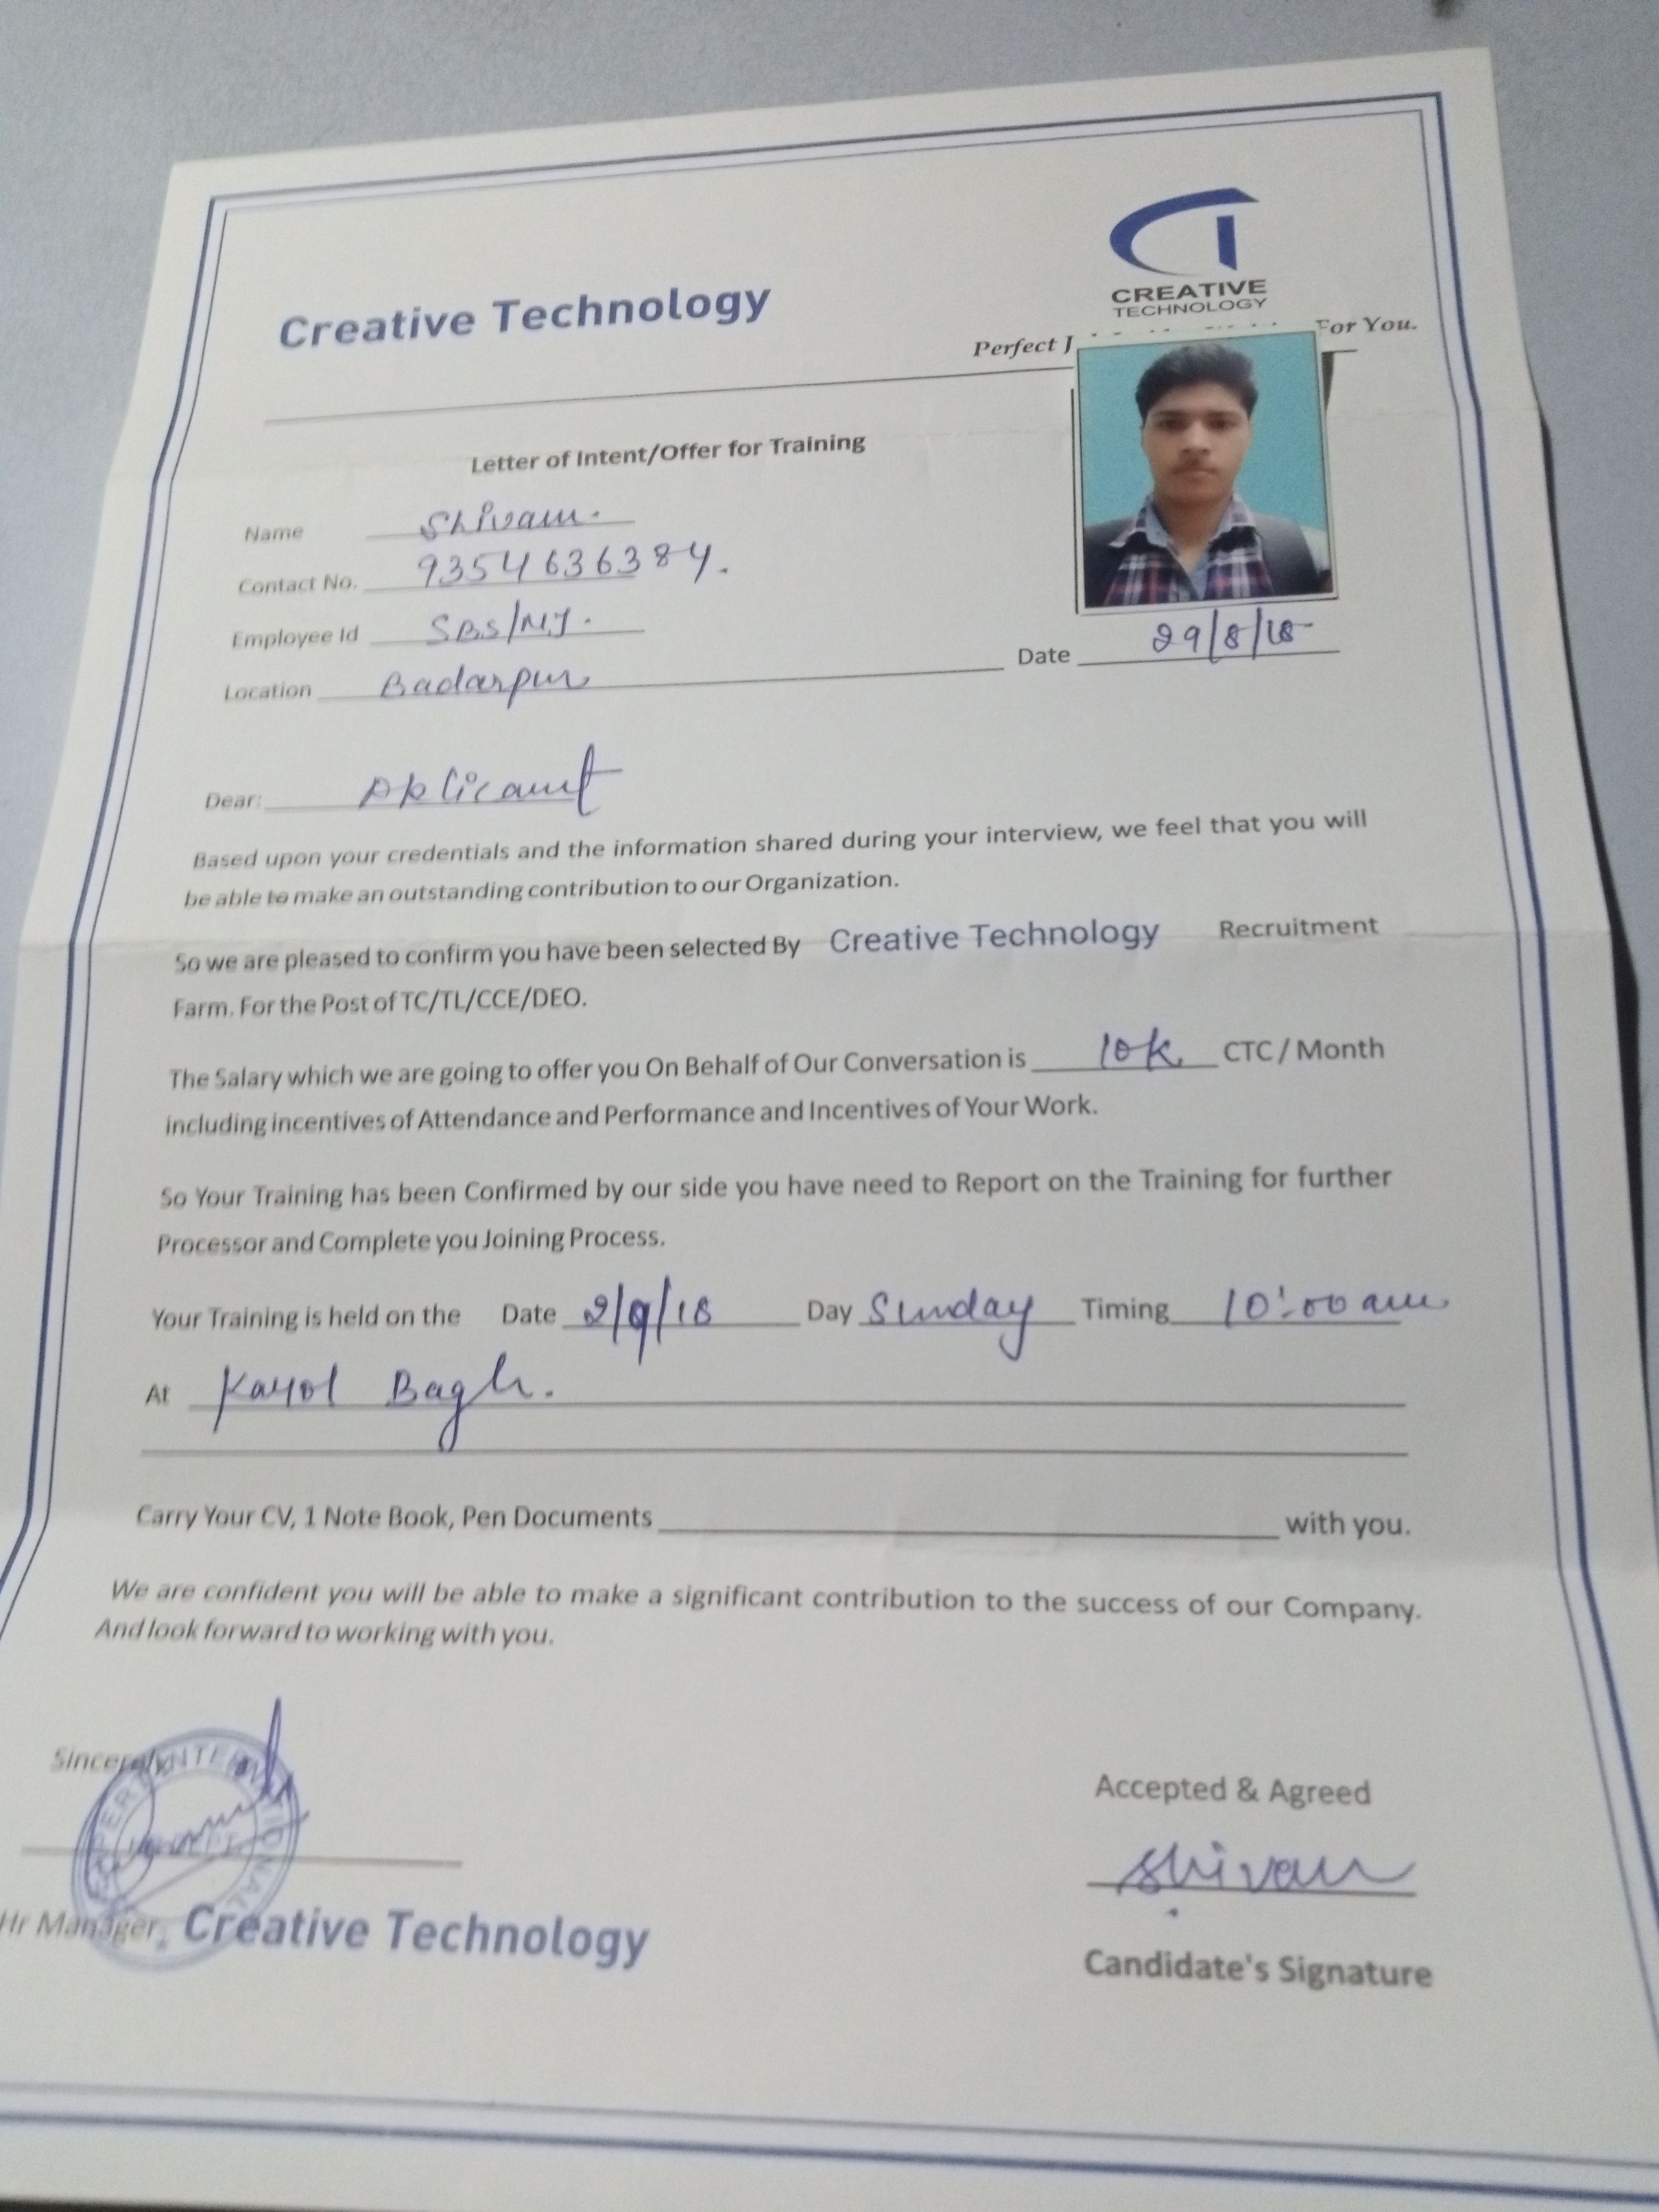 CREATIVE
TECHNOLOGY
Creative Technology
Perfect J For You.
Letter of Intent/Offer for Training
Name Shivam.
Contact No. 9354636384.
Employee Id SBS/NJ.
Location Badarpur
Date 29/8/18
Dear: Aplicant
Based upon your credentials and the information shared during your interview, we feel that you will
be able to make an outstanding contribution to our Organization.
So we are pleased to confirm you have been selected By Creative Technology Recruitment
Farm. For the Post of TC/TL/CCE/DEO.
The Salary which we are going to offer you On Behalf of Our Conversation is 10k CTC / Month
including incentives of Attendance and Performance and Incentives of Your Work.
So Your Training has been Confirmed by our side you have need to Report on the Training for further
Processor and Complete you Joining Process.
Your Training is held on the Date 2/9/18 Day Sunday Timing 10:00 am
At Karol Bagh.
Carry Your CV, 1 Note Book, Pen Documents with you.
We are confident you will be able to make a significant contribution to the success of our Company.
And look forward to working with you.
Sincerely
Accepted & Agreed
Shivam
Hr Manager, Creative Technology
Candidate's Signature